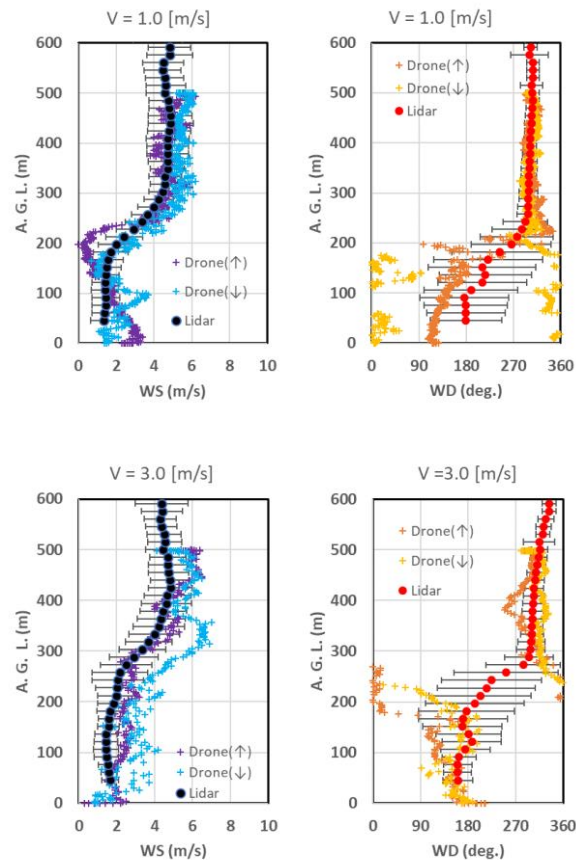 V = 1.0 [m/s]
600
500
400
300
200
100
0
A. G. L. (m)
Drone(↑)
Drone(↓)
Lidar
0 2 4 6 8 10
WS (m/s)
V = 1.0 [m/s]
600
500
400
300
200
100
0
A. G. L. (m)
Drone(↑)
Drone(↓)
Lidar
0 90 180 270 360
WD (deg.)
V = 3.0 [m/s]
600
500
400
300
200
100
0
A. G. L. (m)
Drone(↑)
Drone(↓)
Lidar
0 2 4 6 8 10
WS (m/s)
V =3.0 [m/s]
600
500
400
300
200
100
0
A. G. L. (m)
Drone(↑)
Drone(↓)
Lidar
0 90 180 270 360
WD (deg.)